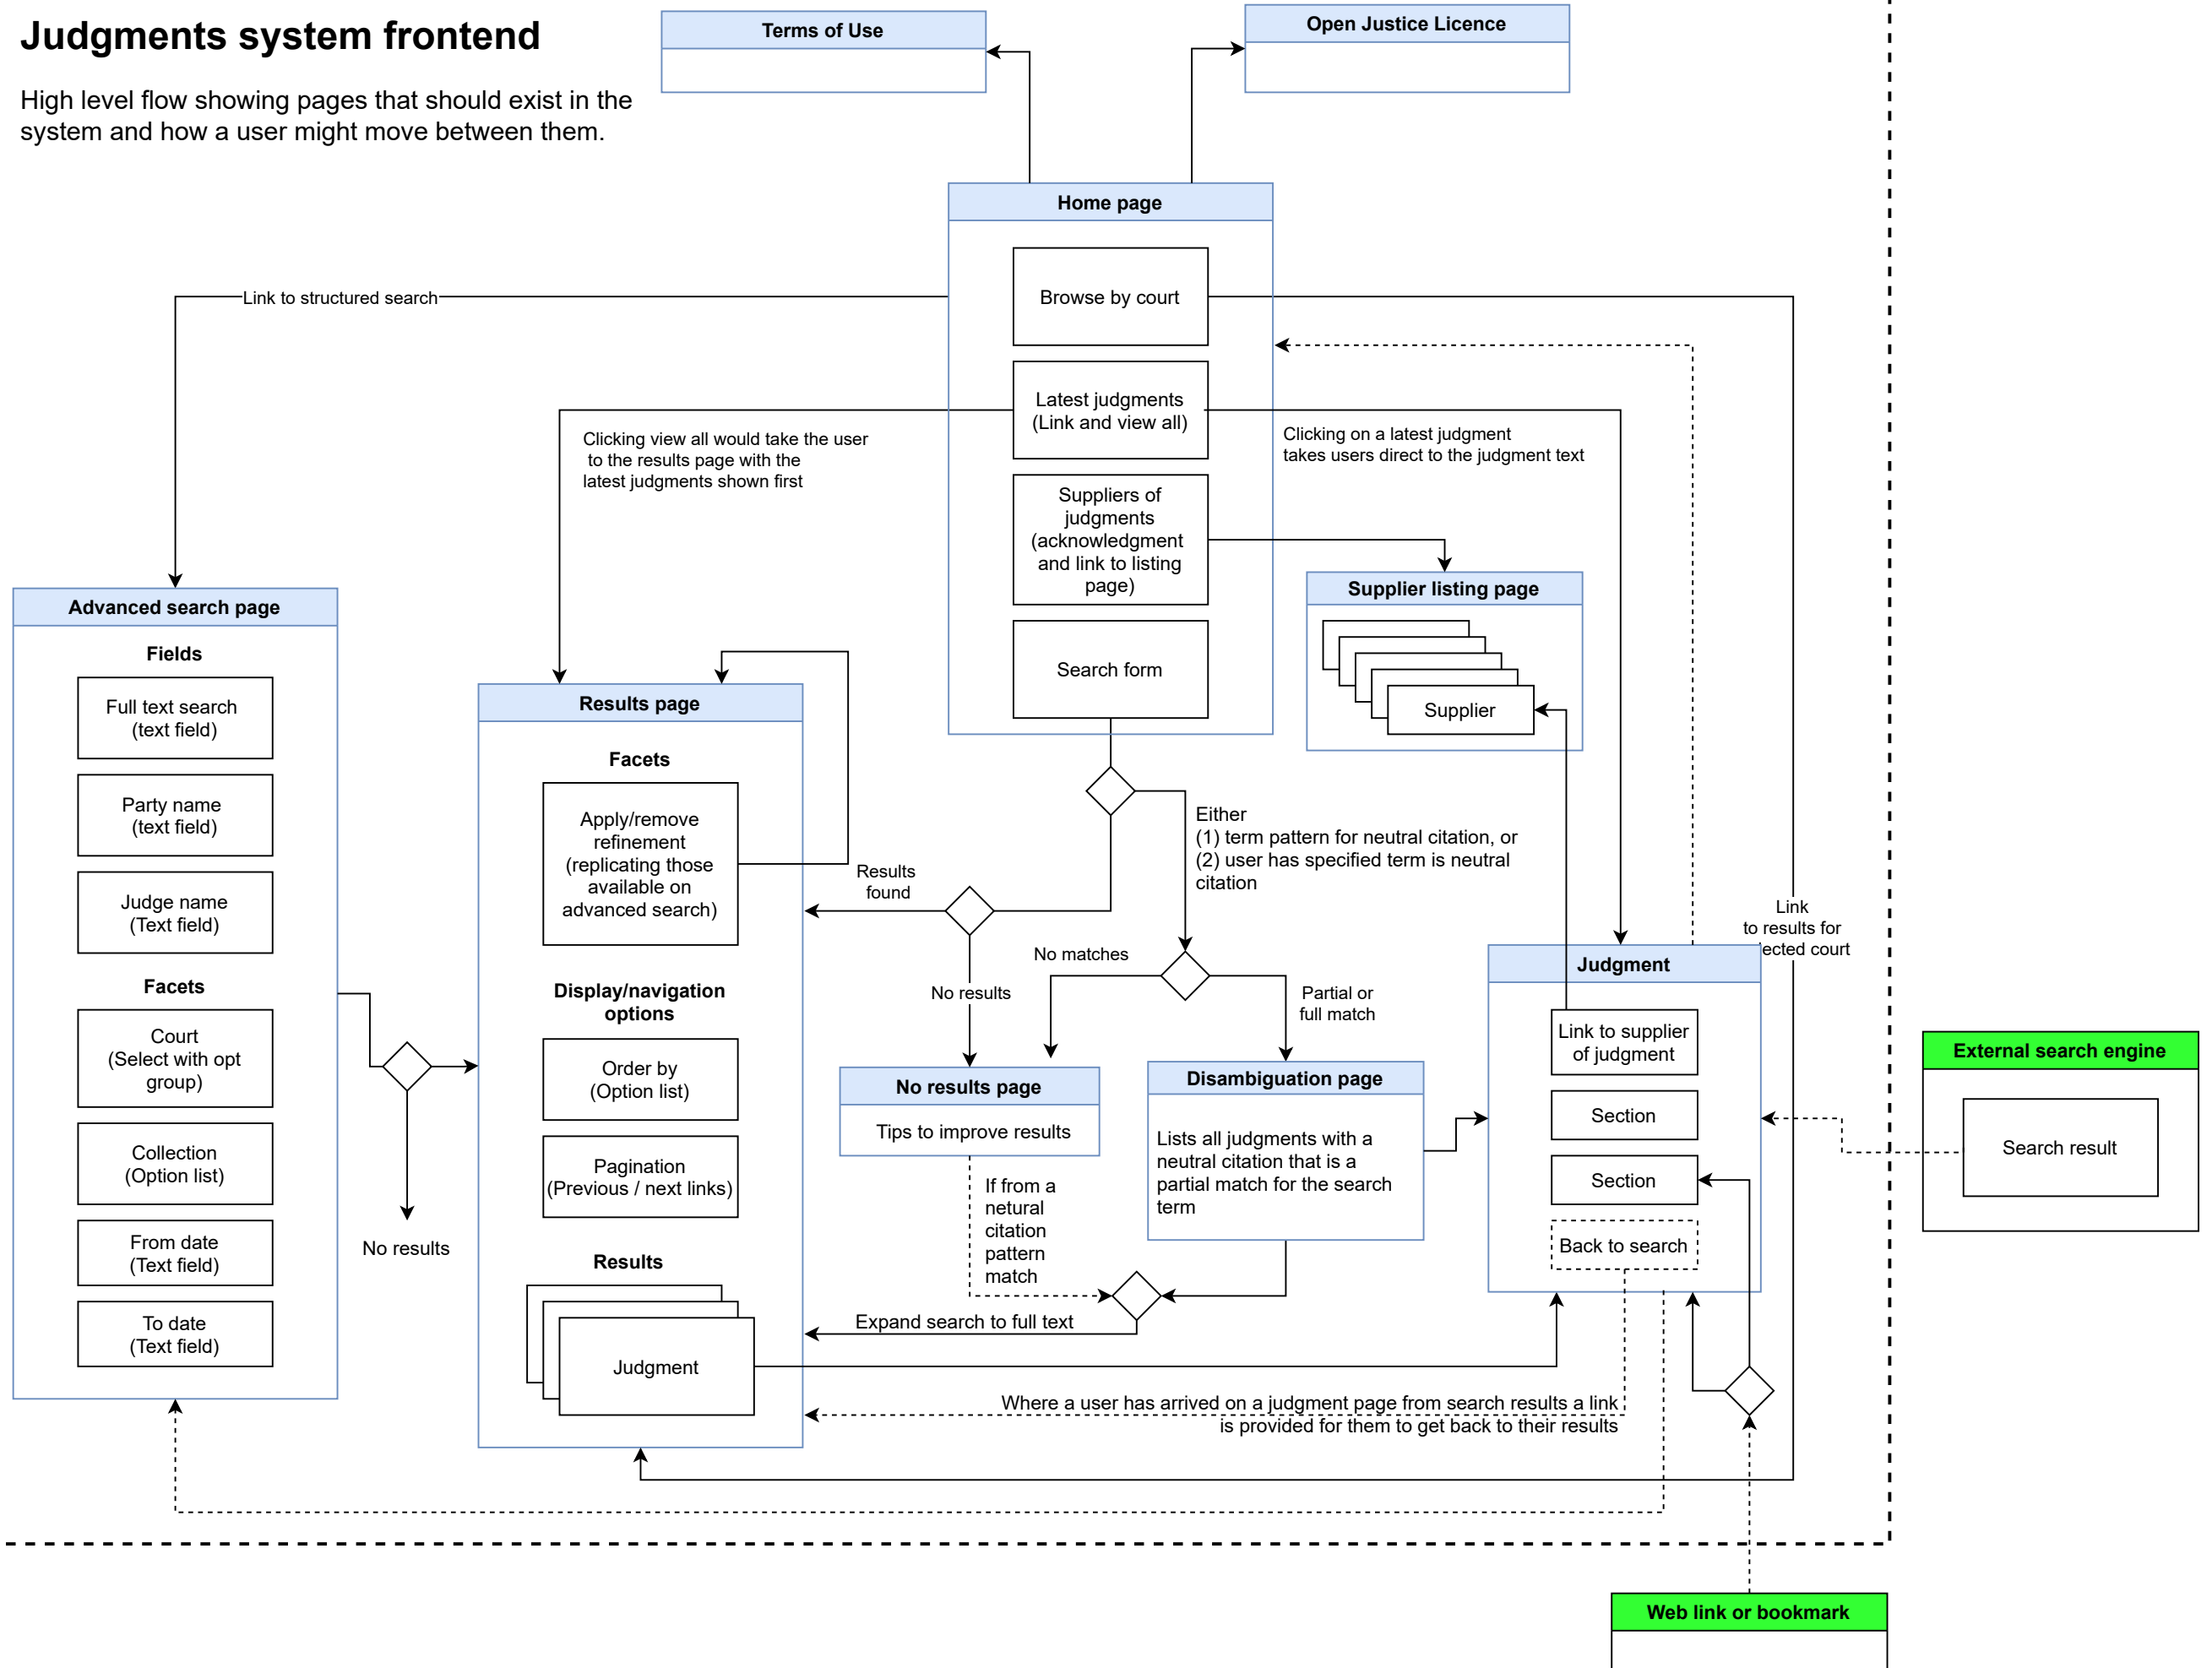 Judgments system frontend
High level flow showing pages that should exist in the
system and how a user might move between them.
Terms of Use
Open Justice Licence
Home page
Browse by court
Link to structured search
Latest judgments
(Link and view all)
Clicking view all would take the user
to the results page with the
latest judgments shown first
Clicking on a latest judgment
takes users direct to the judgment text
Suppliers of
judgments
(acknowledgment
and link to listing
page)
Search form
Supplier listing page
Supplier
Advanced search page
Fields
Full text search
(text field)
Party name
(text field)
Judge name
(Text field)
Facets
Court
(Select with opt
group)
Collection
(Option list)
From date
(Text field)
To date
(Text field)
No results
Results page
Facets
Apply/remove
refinement
(replicating those
available on
advanced search)
Display/navigation
options
Order by
(Option list)
Pagination
(Previous / next links)
Results
Judgment
Results
found
Either
(1) term pattern for neutral citation, or
(2) user has specified term is neutral
citation
No matches
No results
Partial or
full match
No results page
Tips to improve results
Disambiguation page
Lists all judgments with a
neutral citation that is a
partial match for the search
term
If from a
netural
citation
pattern
match
Expand search to full text
Link
to results for
ected court
Judgment
Link to supplier
of judgment
Section
Section
Back to search
Where a user has arrived on a judgment page from search results a link
is provided for them to get back to their results
External search engine
Search result
Web link or bookmark